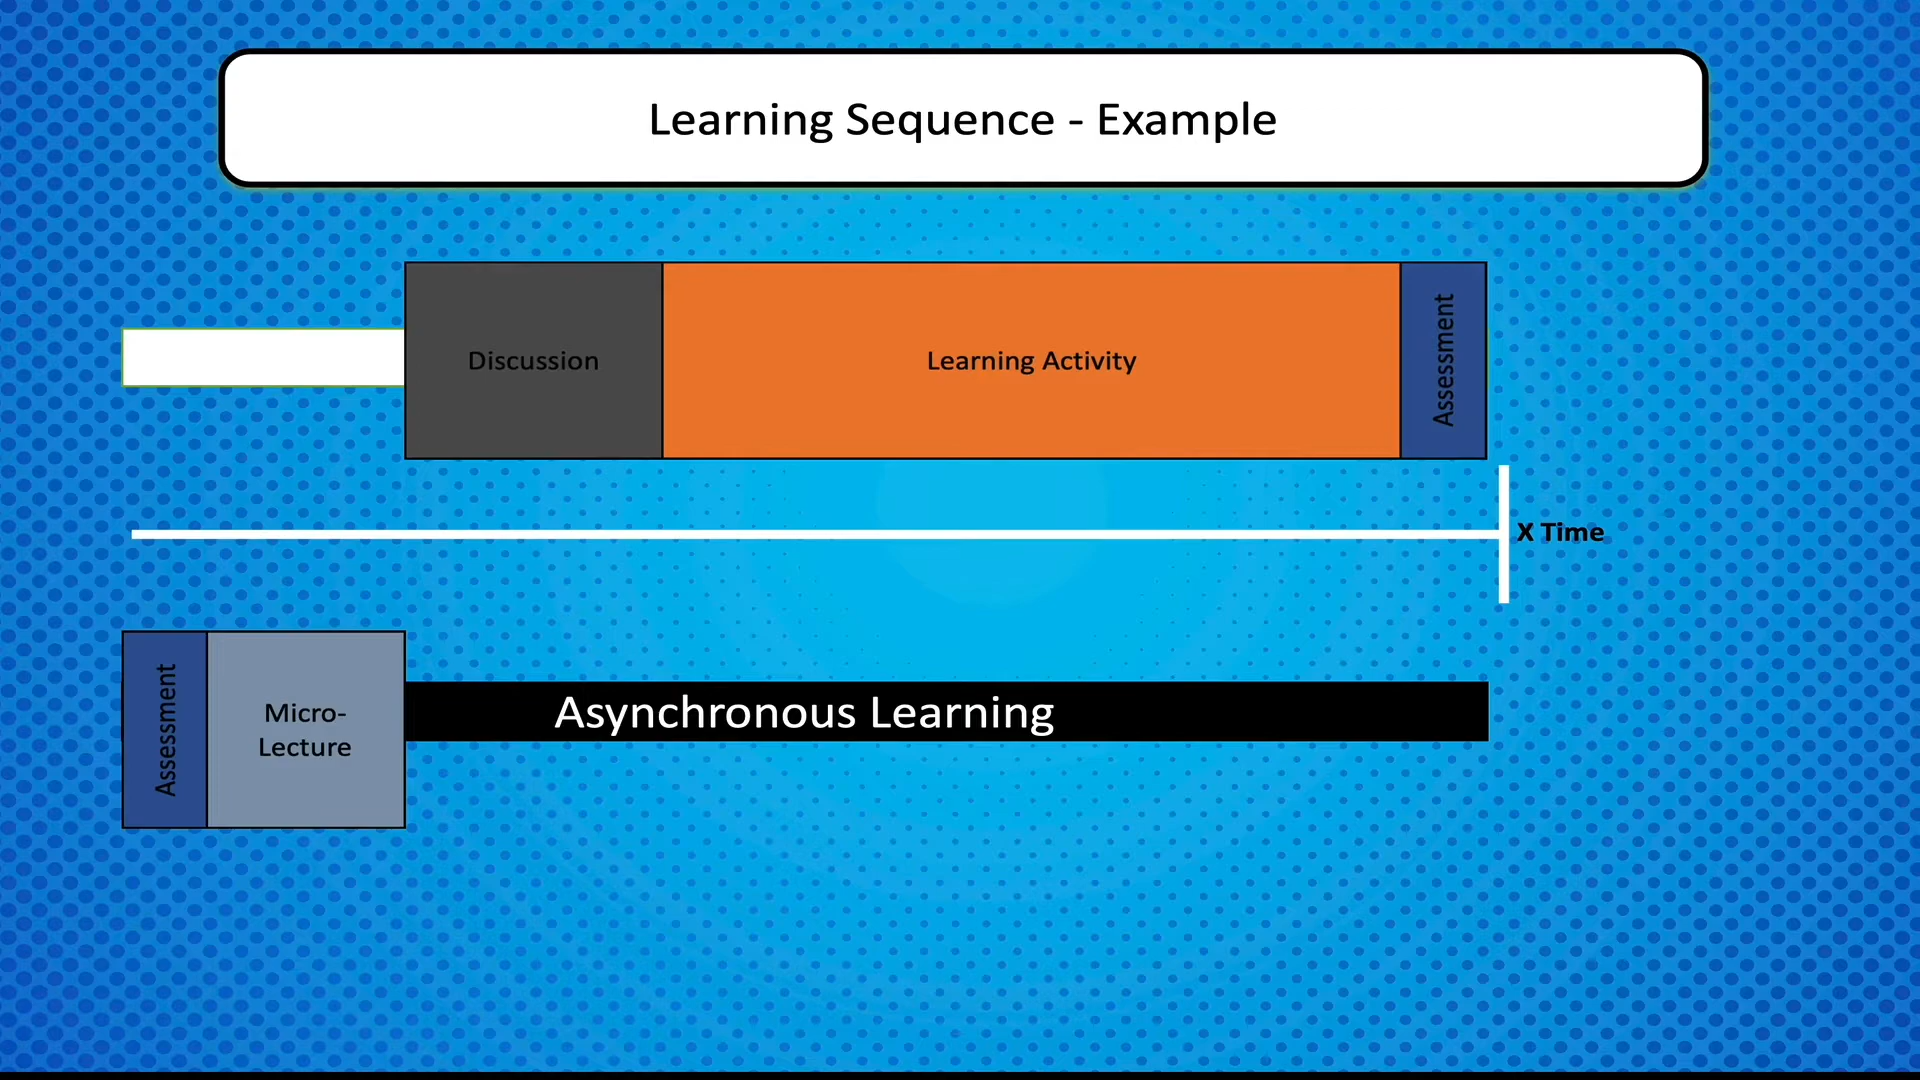 Learning Sequence - Example
Discussion
Learning Activity
Assessment
X Time
Assessment
Micro-
Lecture
Asynchronous Learning